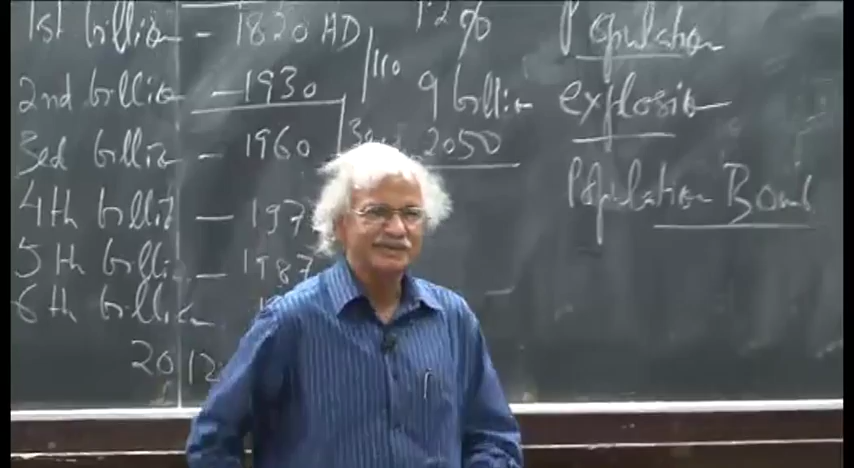 1st billion - 1820 AD
2nd billion - 1930
3rd billion - 1960
4th billion - 197
5th billion - 1987
6th billion -
2012
110
9 billion
2050
Population
explosion
Population Bomb